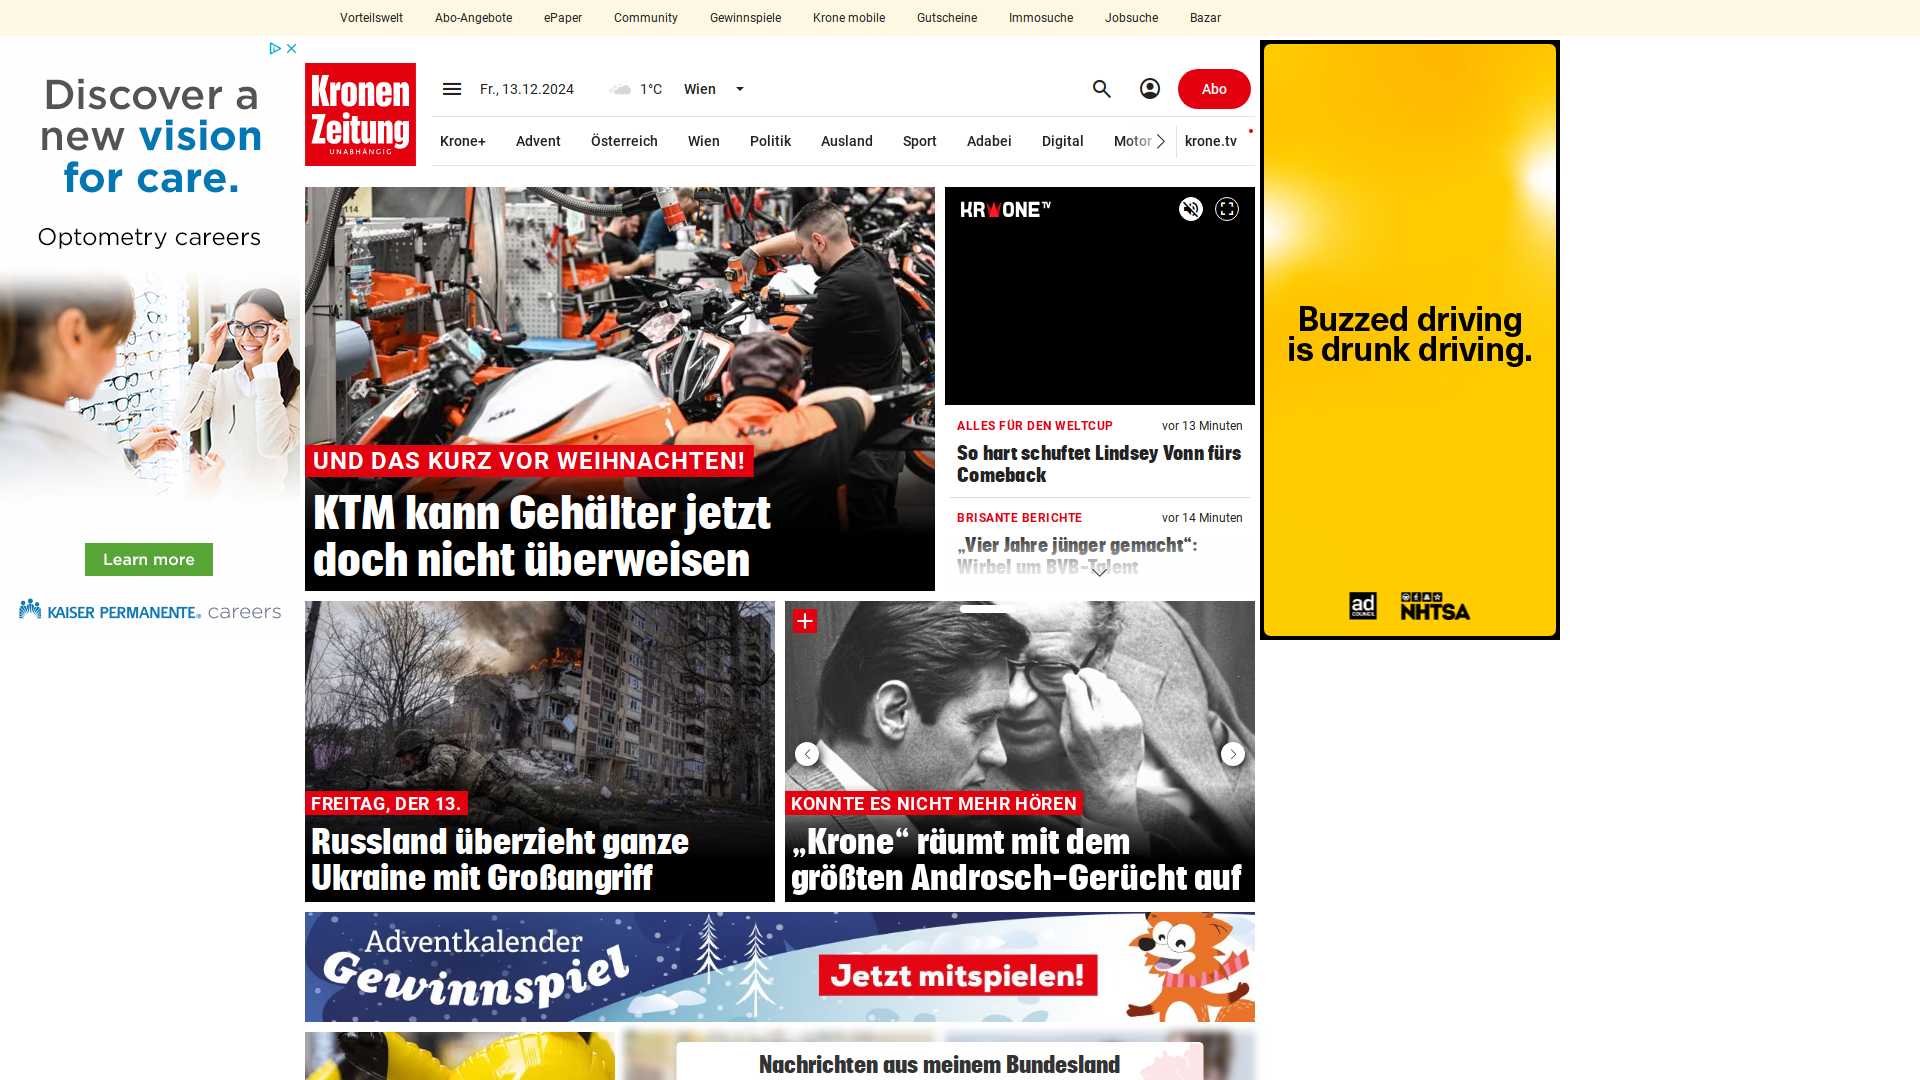 Vorteilswelt Abo-Angebote ePaper Community Gewinnspiele Krone mobile Gutscheine Immosuche Jobsuche Bazar
Discover a
new vision
for care.
Optometry careers
Learn more
KAISER PERMANENTE® careers
Kronen
Zeitung
UNABHÄNGIG
Fr., 13.12.2024 1°C Wien
Abo
Krone+ Advent Österreich Wien Politik Ausland Sport Adabei Digital Motor krone.tv
114
KTM
UND DAS KURZ VOR WEIHNACHTEN!
KTM kann Gehälter jetzt
doch nicht überweisen
KRONE TV
ALLES FÜR DEN WELTCUP vor 13 Minuten
So hart schuftet Lindsey Vonn fürs
Comeback
BRISANTE BERICHTE vor 14 Minuten
„Vier Jahre jünger gemacht“:
Wirbel um BVB-Talent
Buzzed driving
is drunk driving.
ad
COUNCIL
NHTSA
FREITAG, DER 13.
Russland überzieht ganze
Ukraine mit Großangriff
KONNTE ES NICHT MEHR HÖREN
„Krone“ räumt mit dem
größten Androsch-Gerücht auf
Adventkalender
Gewinnspiel
Jetzt mitspielen!
Nachrichten aus meinem Bundesland